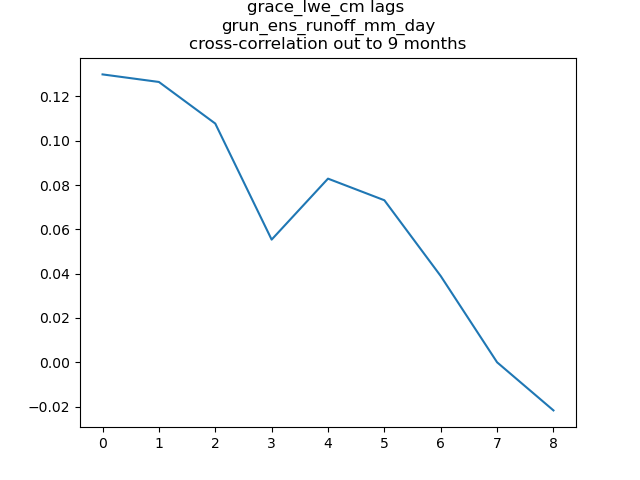 grace_lwe_cm lags
grun_ens_runoff_mm_day
cross-correlation out to 9 months
0.12
0.10
0.08
0.06
0.04
0.02
0.00
−0.02
0 1 2 3 4 5 6 7 8